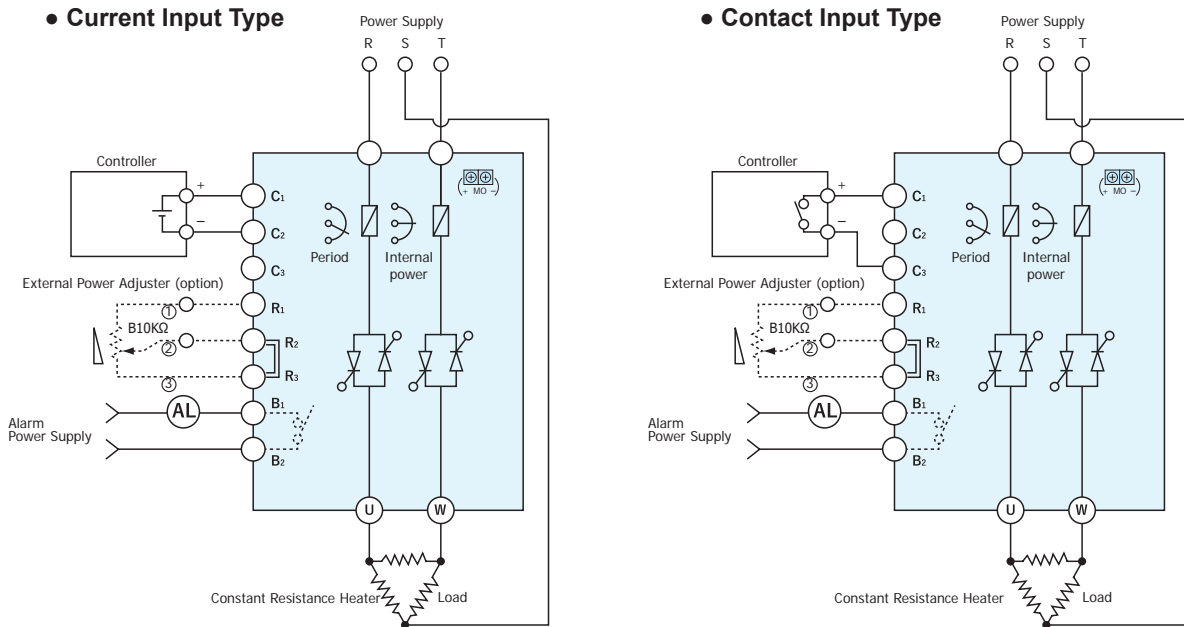 ● Current Input Type
Power Supply
R S T
Controller
+
−
C1
C2
C3
(+ MO −)
Period
Internal
power
External Power Adjuster (option)
①
B10KΩ
②
③
R1
R2
R3
B1
AL
Alarm
Power Supply
B2
U W
Constant Resistance Heater
Load
● Contact Input Type
Power Supply
R S T
Controller
+
−
C1
C2
C3
(+ MO −)
Period
Internal
power
External Power Adjuster (option)
①
B10KΩ
②
③
R1
R2
R3
B1
AL
Alarm
Power Supply
B2
U W
Constant Resistance Heater
Load